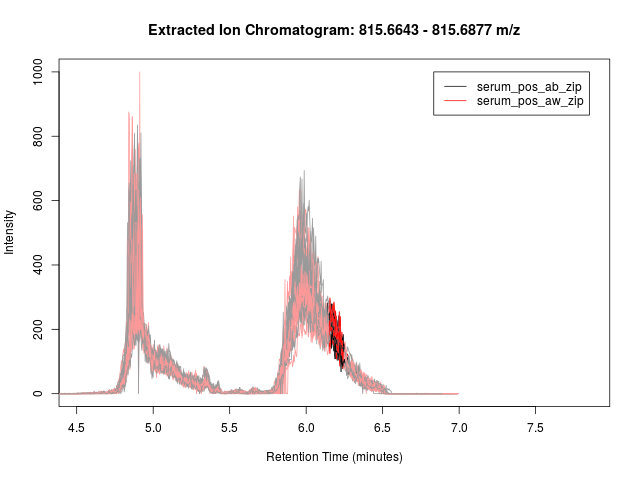 Extracted Ion Chromatogram: 815.6643 - 815.6877 m/z
serum_pos_ab_zip
serum_pos_aw_zip
Intensity
1000
800
600
400
200
0
4.5 5.0 5.5 6.0 6.5 7.0 7.5
Retention Time (minutes)